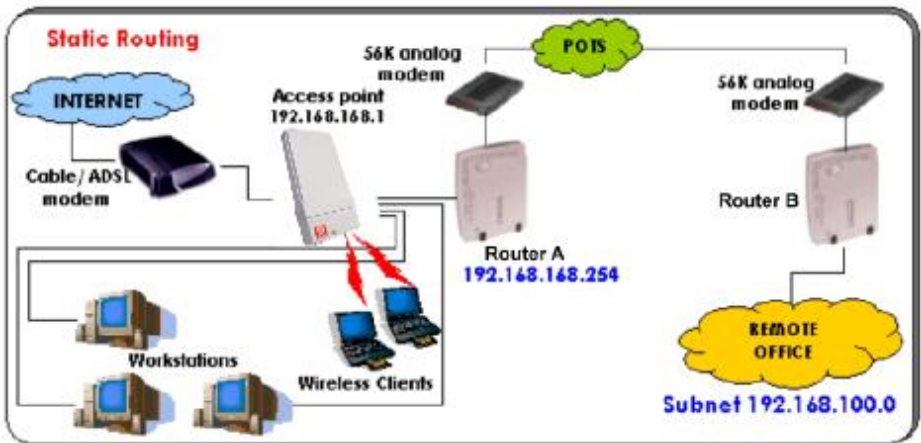 Static Routing
INTERNET
Cable/ADSL
modem
Access point
192.168.168.1
56K analog
modem
POTS
56K analog
modem
Router A
192.168.168.254
Router B
Workstations
Wireless Clients
REMOTE
OFFICE
Subnet 192.168.100.0